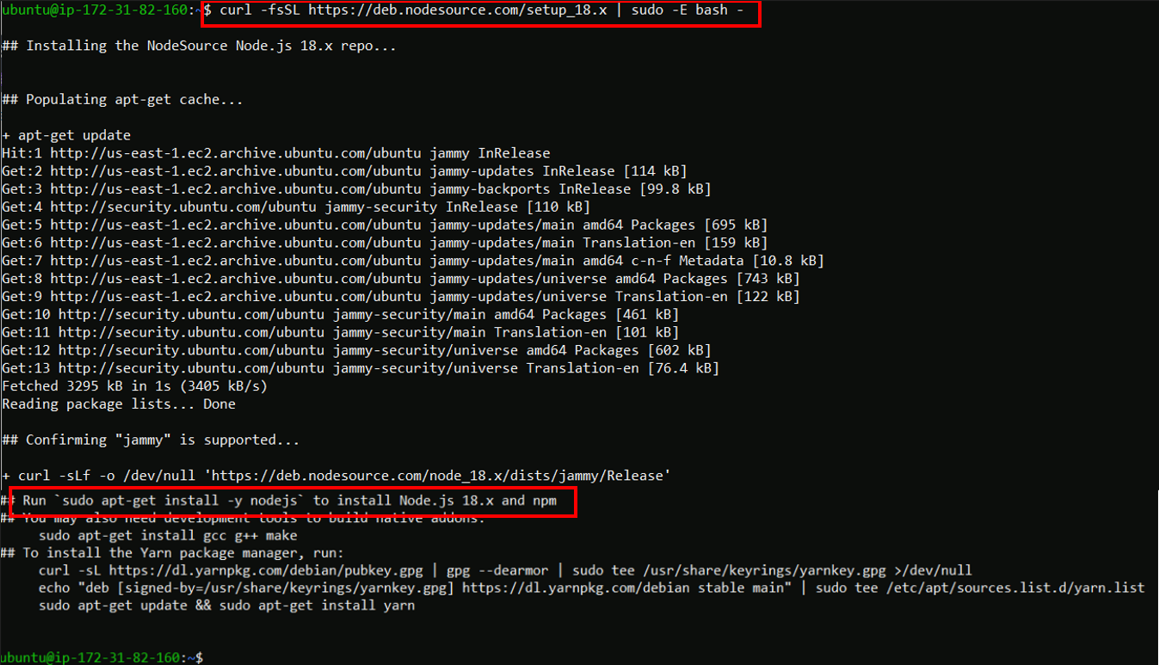 ubuntu@ip-172-31-82-160:~$ curl -fsSL https://deb.nodesource.com/setup_18.x | sudo -E bash -
## Installing the NodeSource Node.js 18.x repo...
## Populating apt-get cache...
+ apt-get update
Hit:1 http://us-east-1.ec2.archive.ubuntu.com/ubuntu jammy InRelease
Get:2 http://us-east-1.ec2.archive.ubuntu.com/ubuntu jammy-updates InRelease [114 kB]
Get:3 http://us-east-1.ec2.archive.ubuntu.com/ubuntu jammy-backports InRelease [99.8 kB]
Get:4 http://security.ubuntu.com/ubuntu jammy-security InRelease [110 kB]
Get:5 http://us-east-1.ec2.archive.ubuntu.com/ubuntu jammy-updates/main amd64 Packages [695 kB]
Get:6 http://us-east-1.ec2.archive.ubuntu.com/ubuntu jammy-updates/main Translation-en [159 kB]
Get:7 http://us-east-1.ec2.archive.ubuntu.com/ubuntu jammy-updates/main amd64 c-n-f Metadata [10.8 kB]
Get:8 http://us-east-1.ec2.archive.ubuntu.com/ubuntu jammy-updates/universe amd64 Packages [743 kB]
Get:9 http://us-east-1.ec2.archive.ubuntu.com/ubuntu jammy-updates/universe Translation-en [122 kB]
Get:10 http://security.ubuntu.com/ubuntu jammy-security/main amd64 Packages [461 kB]
Get:11 http://security.ubuntu.com/ubuntu jammy-security/main Translation-en [101 kB]
Get:12 http://security.ubuntu.com/ubuntu jammy-security/universe amd64 Packages [602 kB]
Get:13 http://security.ubuntu.com/ubuntu jammy-security/universe Translation-en [76.4 kB]
Fetched 3295 kB in 1s (3405 kB/s)
Reading package lists... Done
## Confirming "jammy" is supported...
+ curl -sLf -o /dev/null 'https://deb.nodesource.com/node_18.x/dists/jammy/Release'
## Run `sudo apt-get install -y nodejs` to install Node.js 18.x and npm
## You may also need development tools to build native addons:
sudo apt-get install gcc g++ make
## To install the Yarn package manager, run:
curl -sL https://dl.yarnpkg.com/debian/pubkey.gpg | gpg --dearmor | sudo tee /usr/share/keyrings/yarnkey.gpg >/dev/null
echo "deb [signed-by=/usr/share/keyrings/yarnkey.gpg] https://dl.yarnpkg.com/debian stable main" | sudo tee /etc/apt/sources.list.d/yarn.list
sudo apt-get update && sudo apt-get install yarn
ubuntu@ip-172-31-82-160:~$